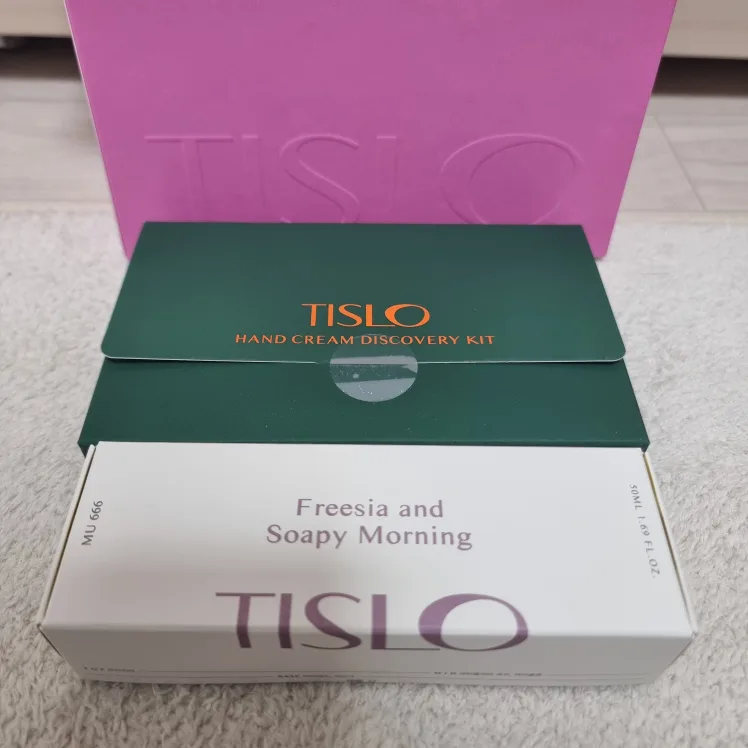 TISLO
TISLO
HAND CREAM DISCOVERY KIT
MU 666
50ML 1.69 FL.OZ.
Freesia and
Soapy Morning
TISLO